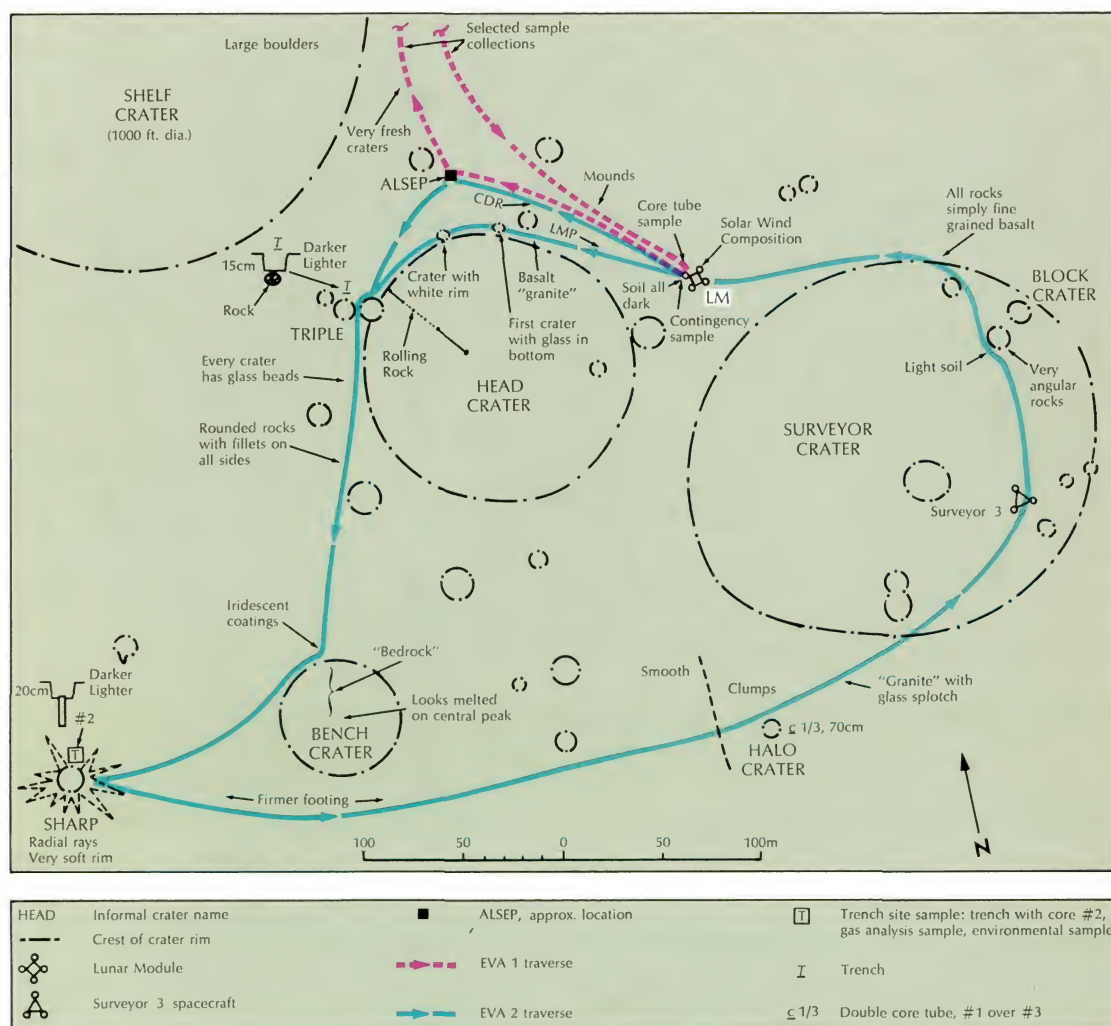 Large boulders
Selected sample
collections
SHELF
CRATER
(1000 ft. dia.)
Very fresh
craters
ALSEP
Mounds
CDR
LMP
Core tube
sample
Solar Wind
Composition
All rocks
simply fine
grained basalt
BLOCK
CRATER
T
15cm
Darker
Lighter
T
Rock
TRIPLE
Crater with
white rim
Basalt
"granite"
Soil all
dark
LM
Contingency
sample
Rolling
Rock
First crater
with glass in
bottom
Every crater
has glass beads
HEAD
CRATER
Light soil
Very
angular
rocks
Rounded rocks
with fillets on
all sides
SURVEYOR
CRATER
Surveyor 3
Iridescent
coatings
"Bedrock"
Looks melted
on central peak
BENCH
CRATER
Smooth
Clumps
"Granite" with
glass splotch
c 1/3, 70cm
HALO
CRATER
20cm
Darker
Lighter
#2
T
SHARP
Radial rays
Very soft rim
Firmer footing
N
100 50 0 50 100m
HEAD Informal crater name
Crest of crater rim
Lunar Module
Surveyor 3 spacecraft
ALSEP, approx. location
EVA 1 traverse
EVA 2 traverse
T Trench site sample: trench with core #2,
gas analysis sample, environmental sample
T Trench
c 1/3 Double core tube, #1 over #3